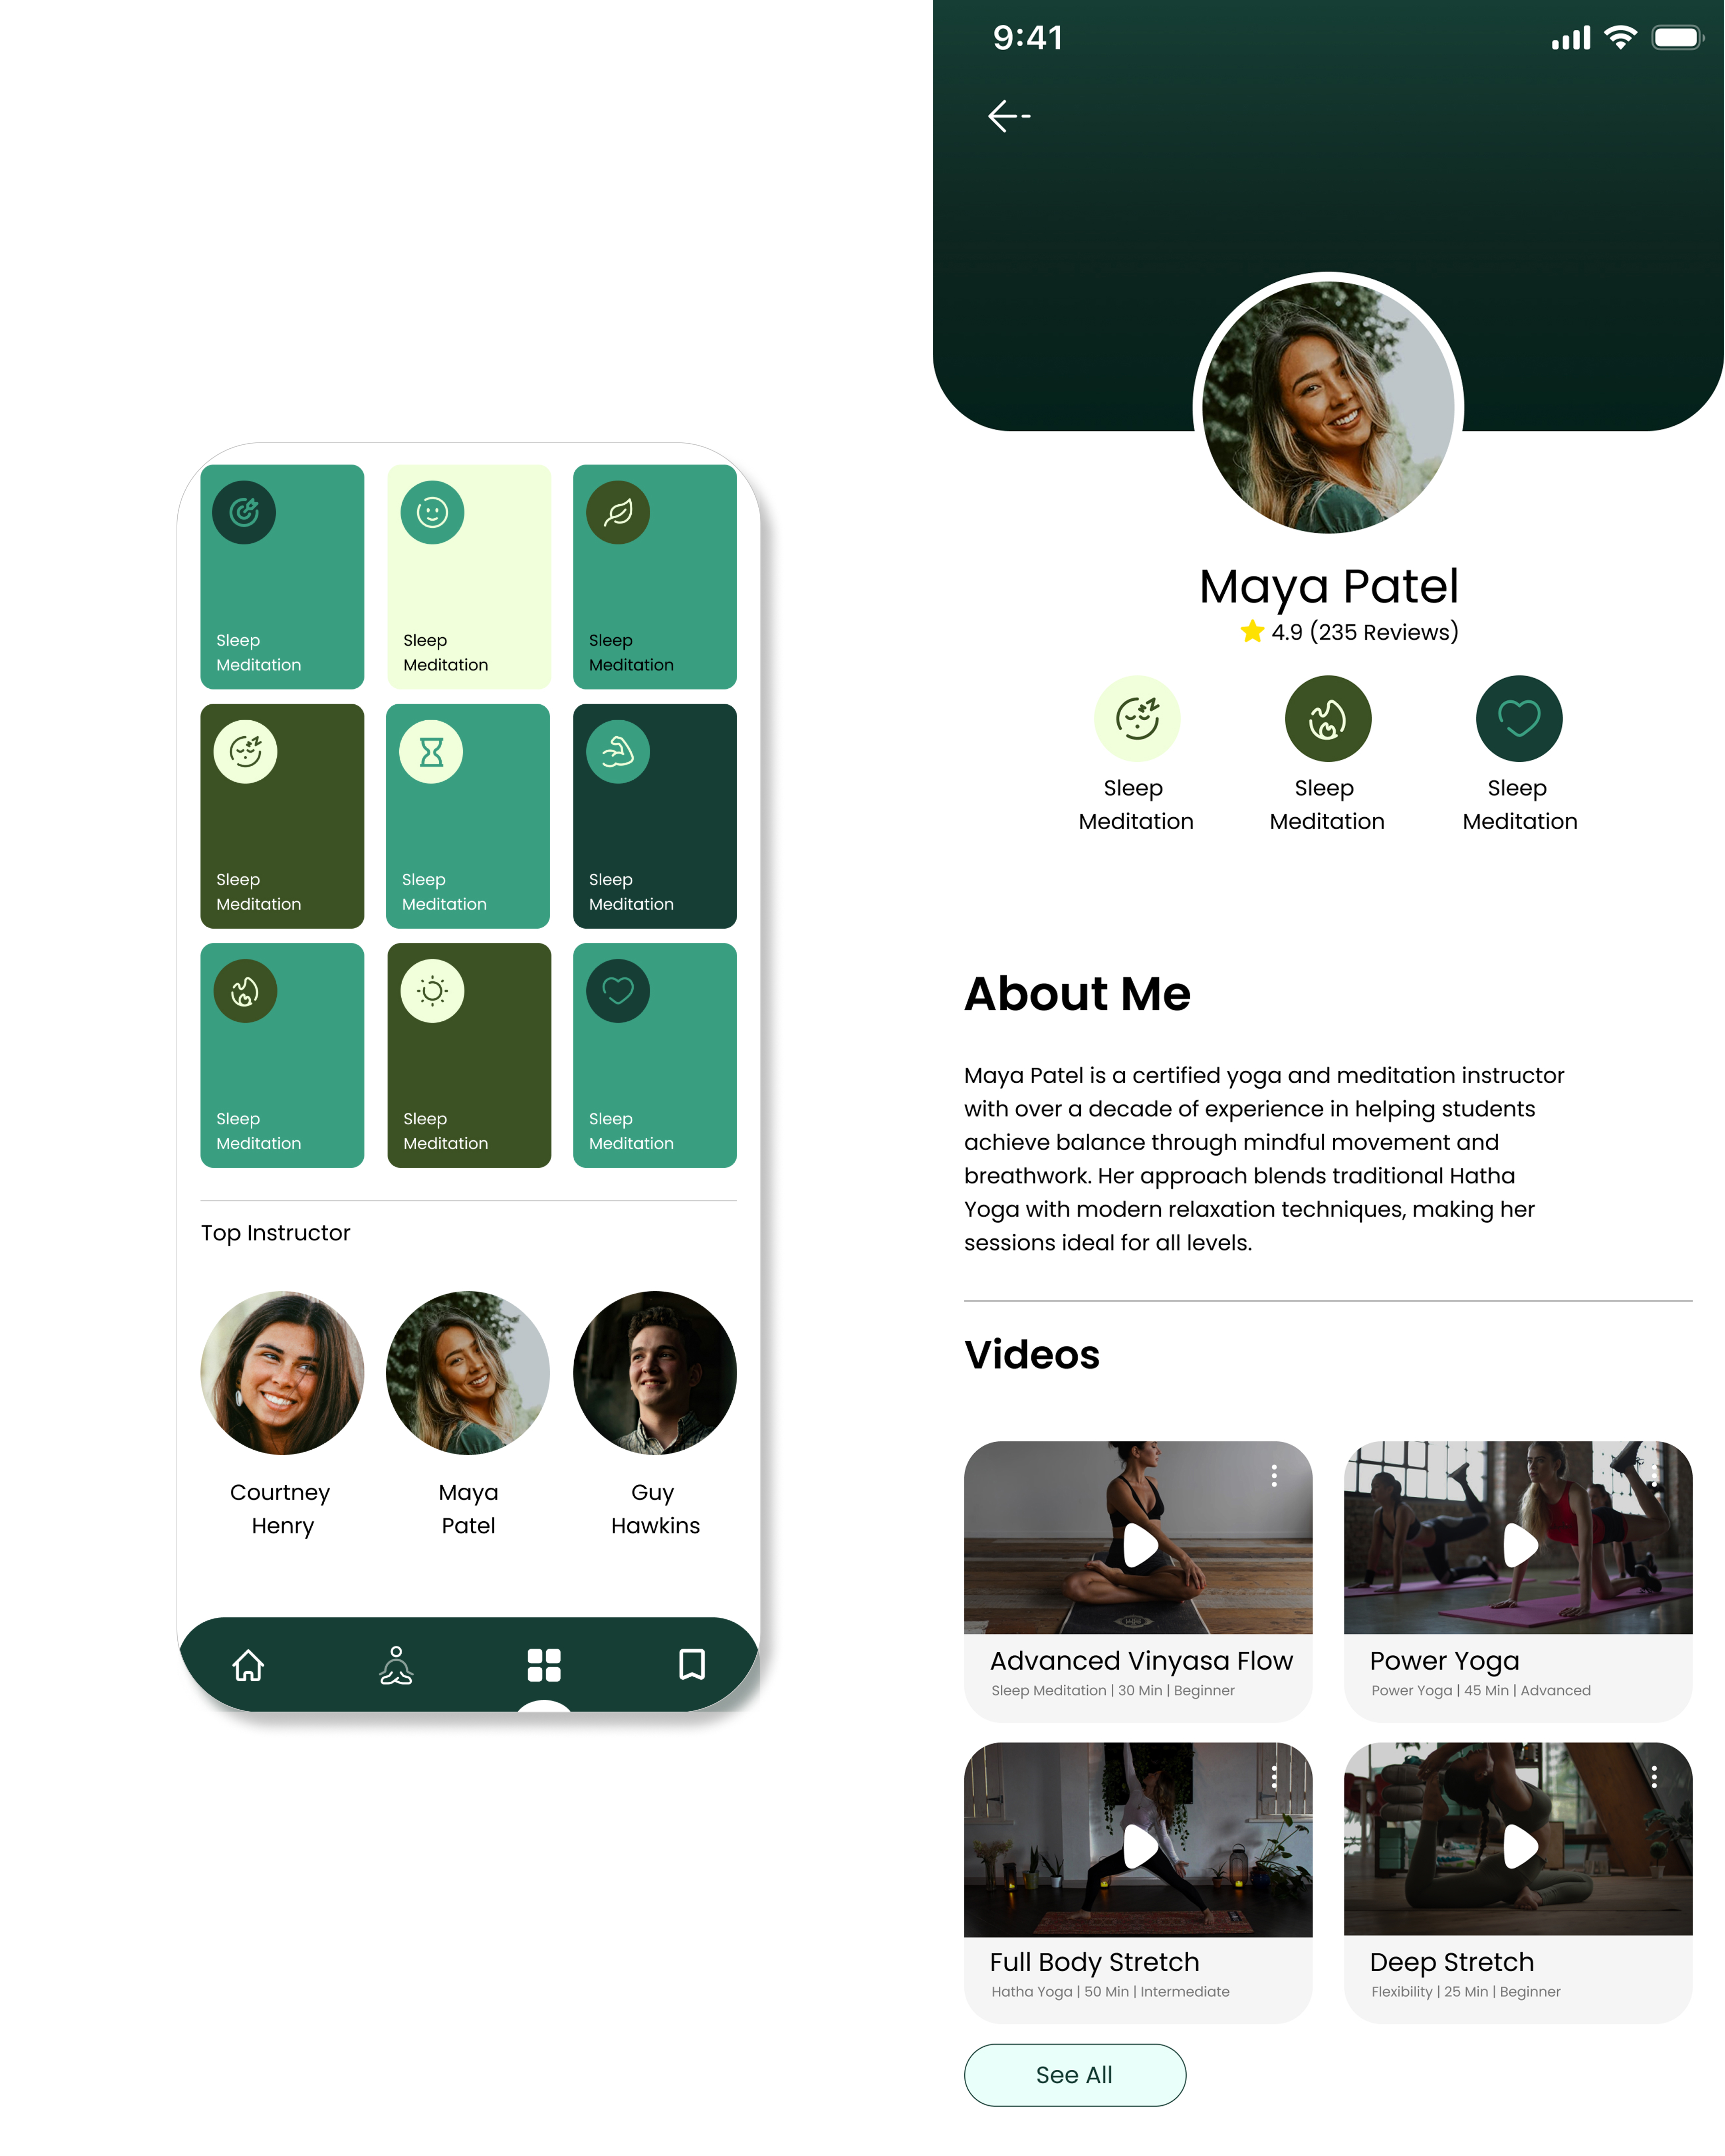 Sleep
Meditation
Sleep
Meditation
Sleep
Meditation
Sleep
Meditation
Sleep
Meditation
Sleep
Meditation
Sleep
Meditation
Sleep
Meditation
Sleep
Meditation
Top Instructor
Courtney
Henry
Maya
Patel
Guy
Hawkins
9:41
Maya Patel
4.9 (235 Reviews)
Sleep
Meditation
Sleep
Meditation
Sleep
Meditation
About Me
Maya Patel is a certified yoga and meditation instructor
with over a decade of experience in helping students
achieve balance through mindful movement and
breathwork. Her approach blends traditional Hatha
Yoga with modern relaxation techniques, making her
sessions ideal for all levels.
Videos
Advanced Vinyasa Flow
Sleep Meditation | 30 Min | Beginner
Power Yoga
Power Yoga | 45 Min | Advanced
Full Body Stretch
Hatha Yoga | 50 Min | Intermediate
Deep Stretch
Flexibility | 25 Min | Beginner
See All